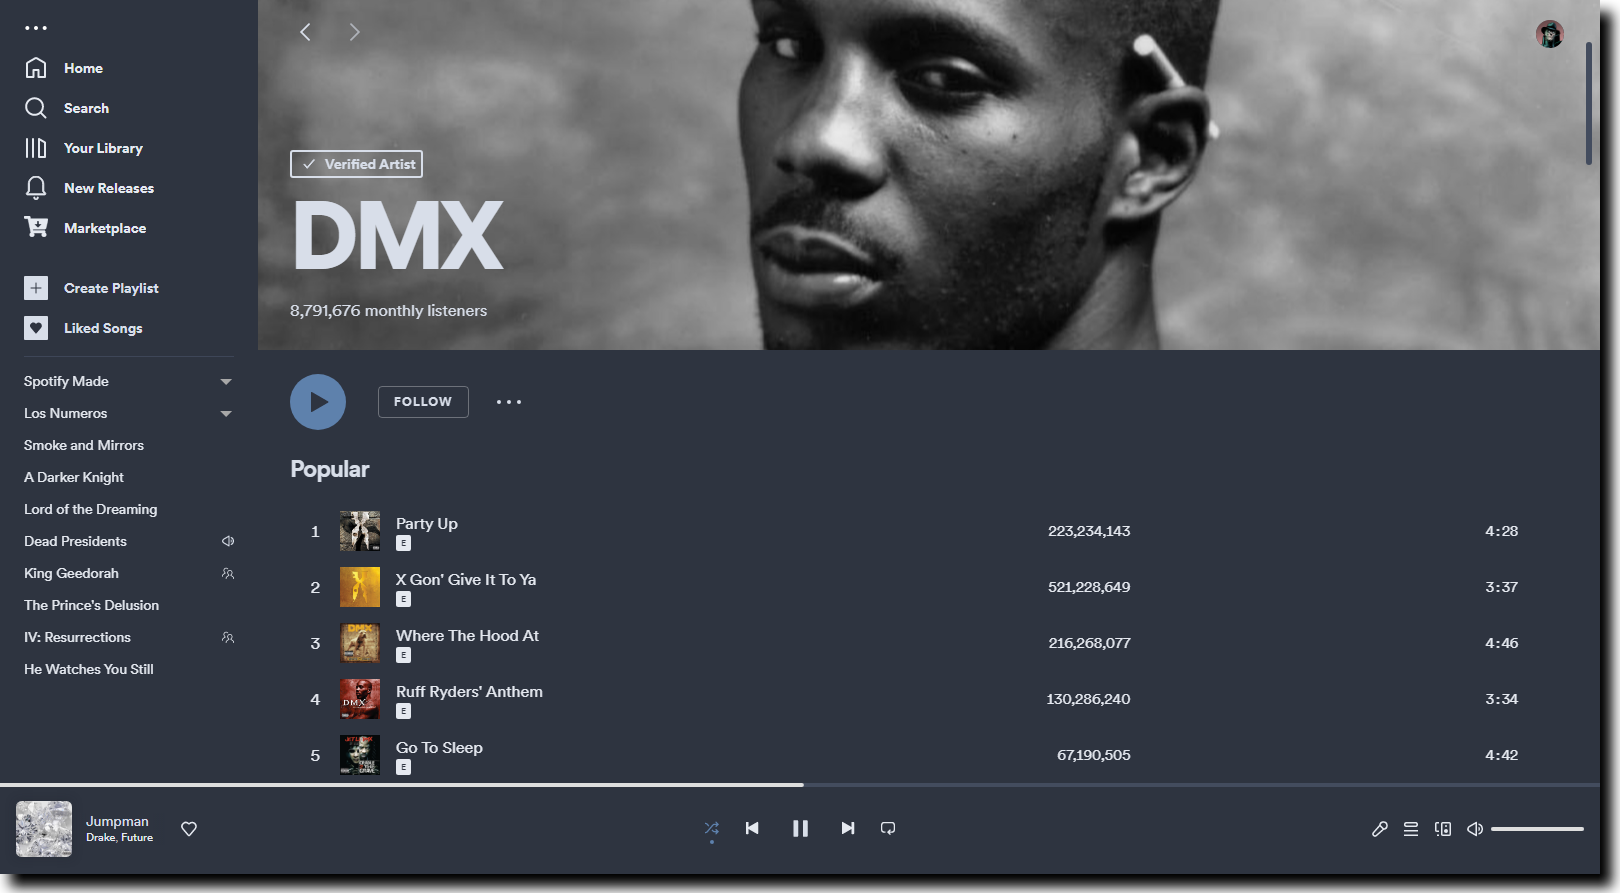 Home
Search
Your Library
New Releases
Marketplace
Create Playlist
Liked Songs
Spotify Made
Los Numeros
Smoke and Mirrors
A Darker Knight
Lord of the Dreaming
Dead Presidents
King Geedorah
The Prince's Delusion
IV: Resurrections
He Watches You Still
Verified Artist
DMX
8,791,676 monthly listeners
FOLLOW
Popular
1 Party Up 223,234,143 4:28
E
2 X Gon' Give It To Ya 521,228,649 3:37
E
3 DMX Where The Hood At 216,268,077 4:46
E
4 DMX Ruff Ryders' Anthem 130,286,240 3:34
E
5 Go To Sleep 67,190,505 4:42
E
Jumpman
Drake, Future